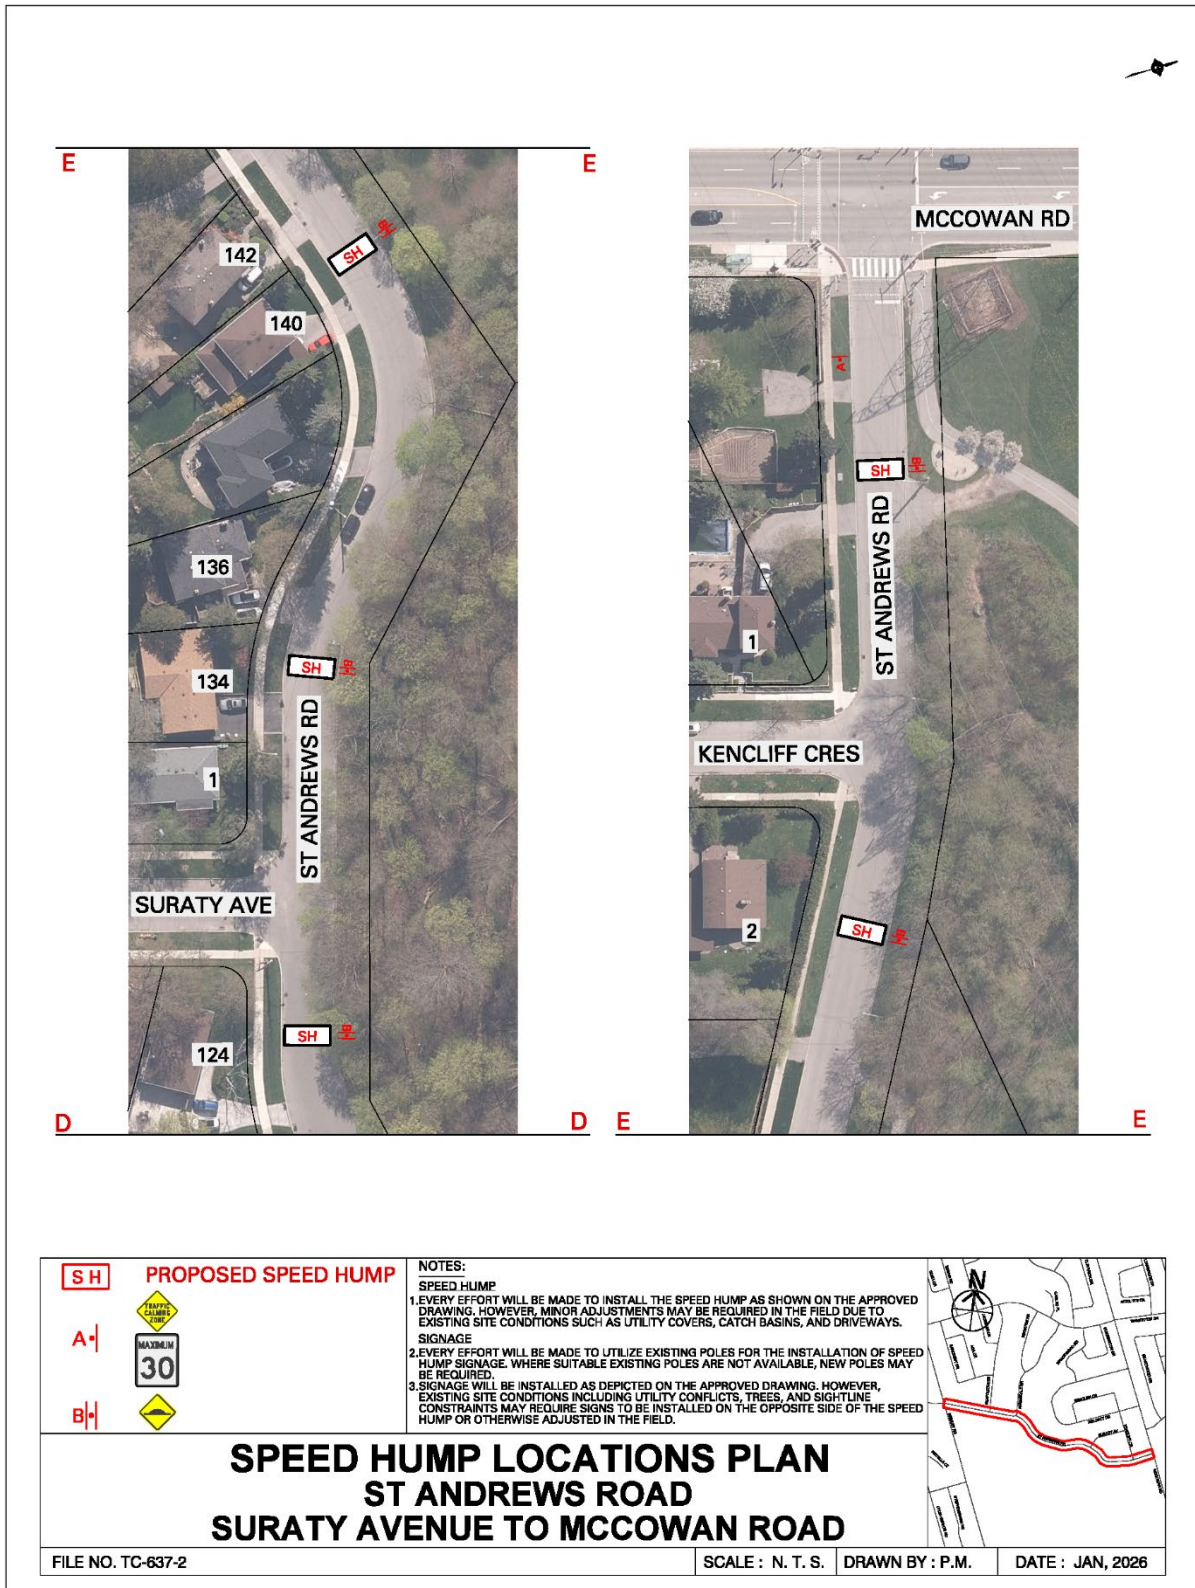 E
E
142
SH
B
140
136
SH
B
134
1
ST ANDREWS RD
SURATY AVE
SH
B
124
D
D
MCCOWAN RD
A
SH
B
ST ANDREWS RD
1
KENCLIFF CRES
2
SH
B
E
E
SH
PROPOSED SPEED HUMP
TRAFFIC
CALMING
ZONE
A
MAXIMUM
30
B
NOTES:
SPEED HUMP
1.EVERY EFFORT WILL BE MADE TO INSTALL THE SPEED HUMP AS SHOWN ON THE APPROVED
DRAWING. HOWEVER, MINOR ADJUSTMENTS MAY BE REQUIRED IN THE FIELD DUE TO
EXISTING SITE CONDITIONS SUCH AS UTILITY COVERS, CATCH BASINS, AND DRIVEWAYS.
SIGNAGE
2.EVERY EFFORT WILL BE MADE TO UTILIZE EXISTING POLES FOR THE INSTALLATION OF SPEED
HUMP SIGNAGE. WHERE SUITABLE EXISTING POLES ARE NOT AVAILABLE, NEW POLES MAY
BE REQUIRED.
3.SIGNAGE WILL BE INSTALLED AS DEPICTED ON THE APPROVED DRAWING. HOWEVER,
EXISTING SITE CONDITIONS INCLUDING UTILITY CONFLICTS, TREES, AND SIGHTLINE
CONSTRAINTS MAY REQUIRE SIGNS TO BE INSTALLED ON THE OPPOSITE SIDE OF THE SPEED
HUMP OR OTHERWISE ADJUSTED IN THE FIELD.
N
SPEED HUMP LOCATIONS PLAN
ST ANDREWS ROAD
SURATY AVENUE TO MCCOWAN ROAD
FILE NO. TC-637-2
SCALE : N. T. S.
DRAWN BY : P.M.
DATE : JAN, 2026